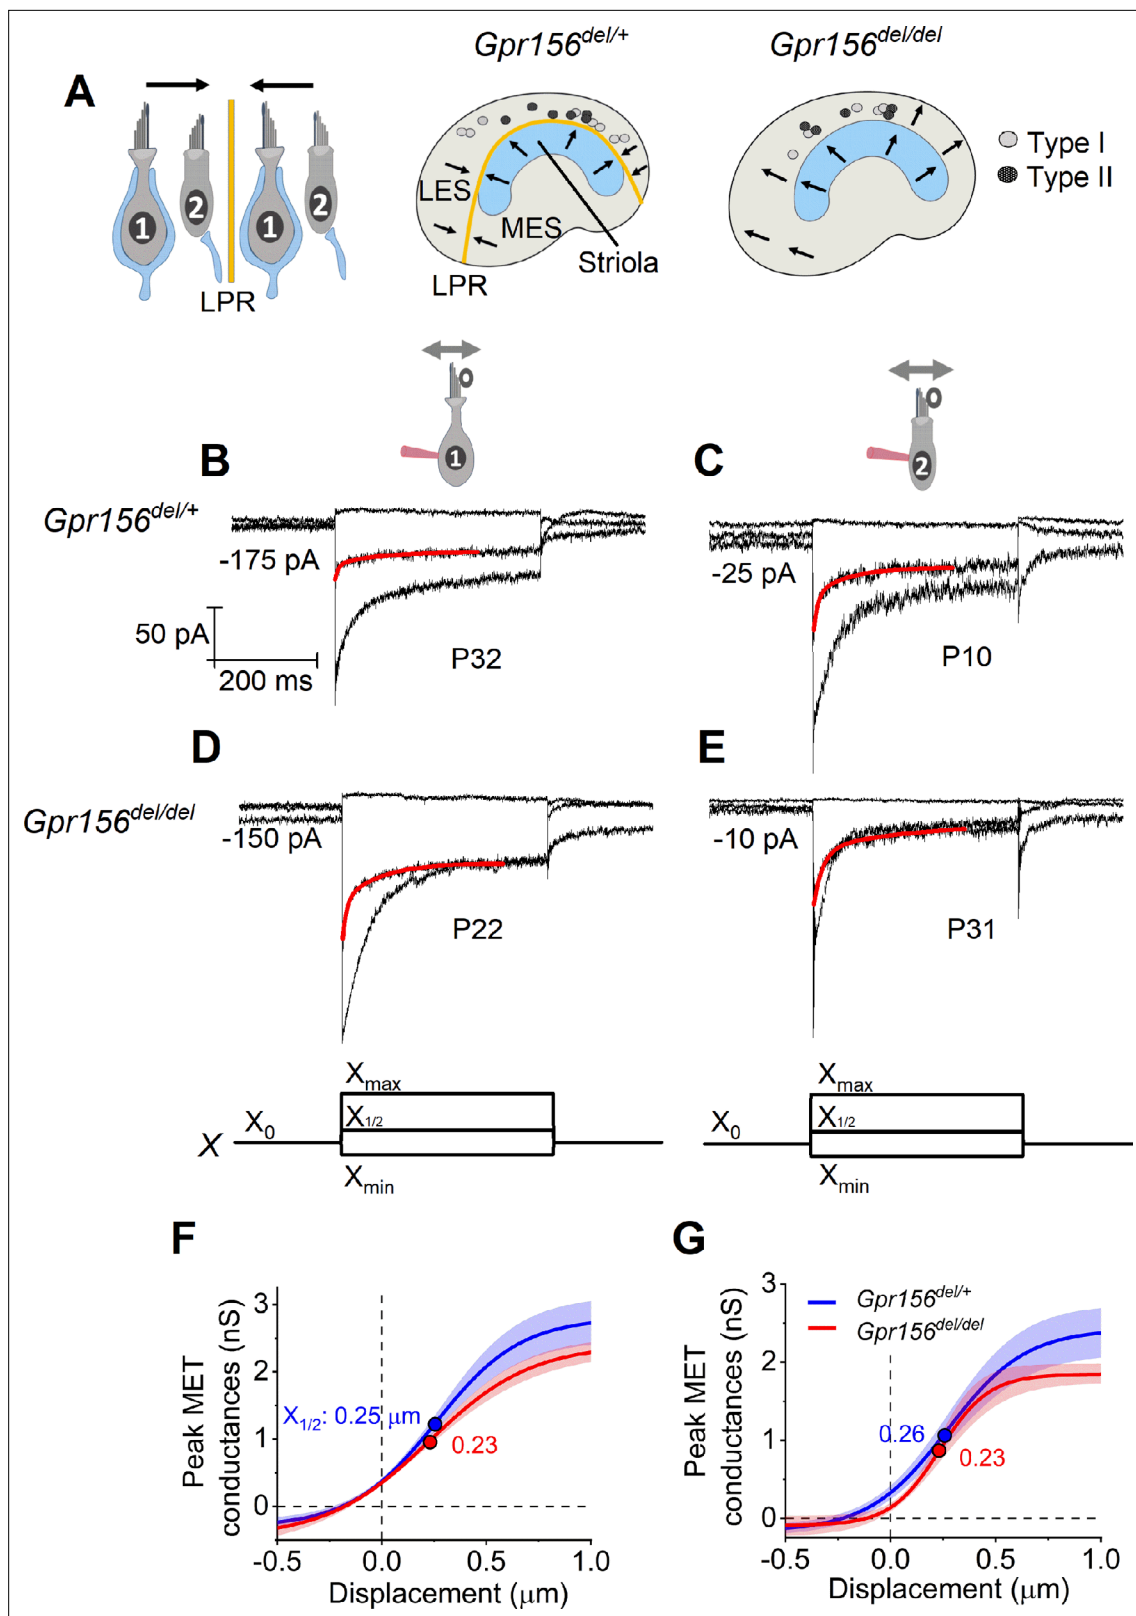 A
Gpr156del/+
Gpr156del/del
1
2
1
2
LPR
LES
MES
LPR
Striola
Type I
Type II
B
1
C
2
Gpr156del/+
-175 pA
50 pA
200 ms
P32
-25 pA
P10
D
E
Gpr156del/del
-150 pA
P22
-10 pA
P31
Xmax
X1/2
X0
X
Xmin
Xmax
X1/2
X0
Xmin
F
Peak MET
conductances (nS)
3
2
1
0
X1/2: 0.25 μm
0.23
-0.5
0.0
0.5
1.0
Displacement (μm)
G
Peak MET
conductances (nS)
3
2
1
0
Gpr156del/+
Gpr156del/del
0.26
0.23
-0.5
0.0
0.5
1.0
Displacement (μm)